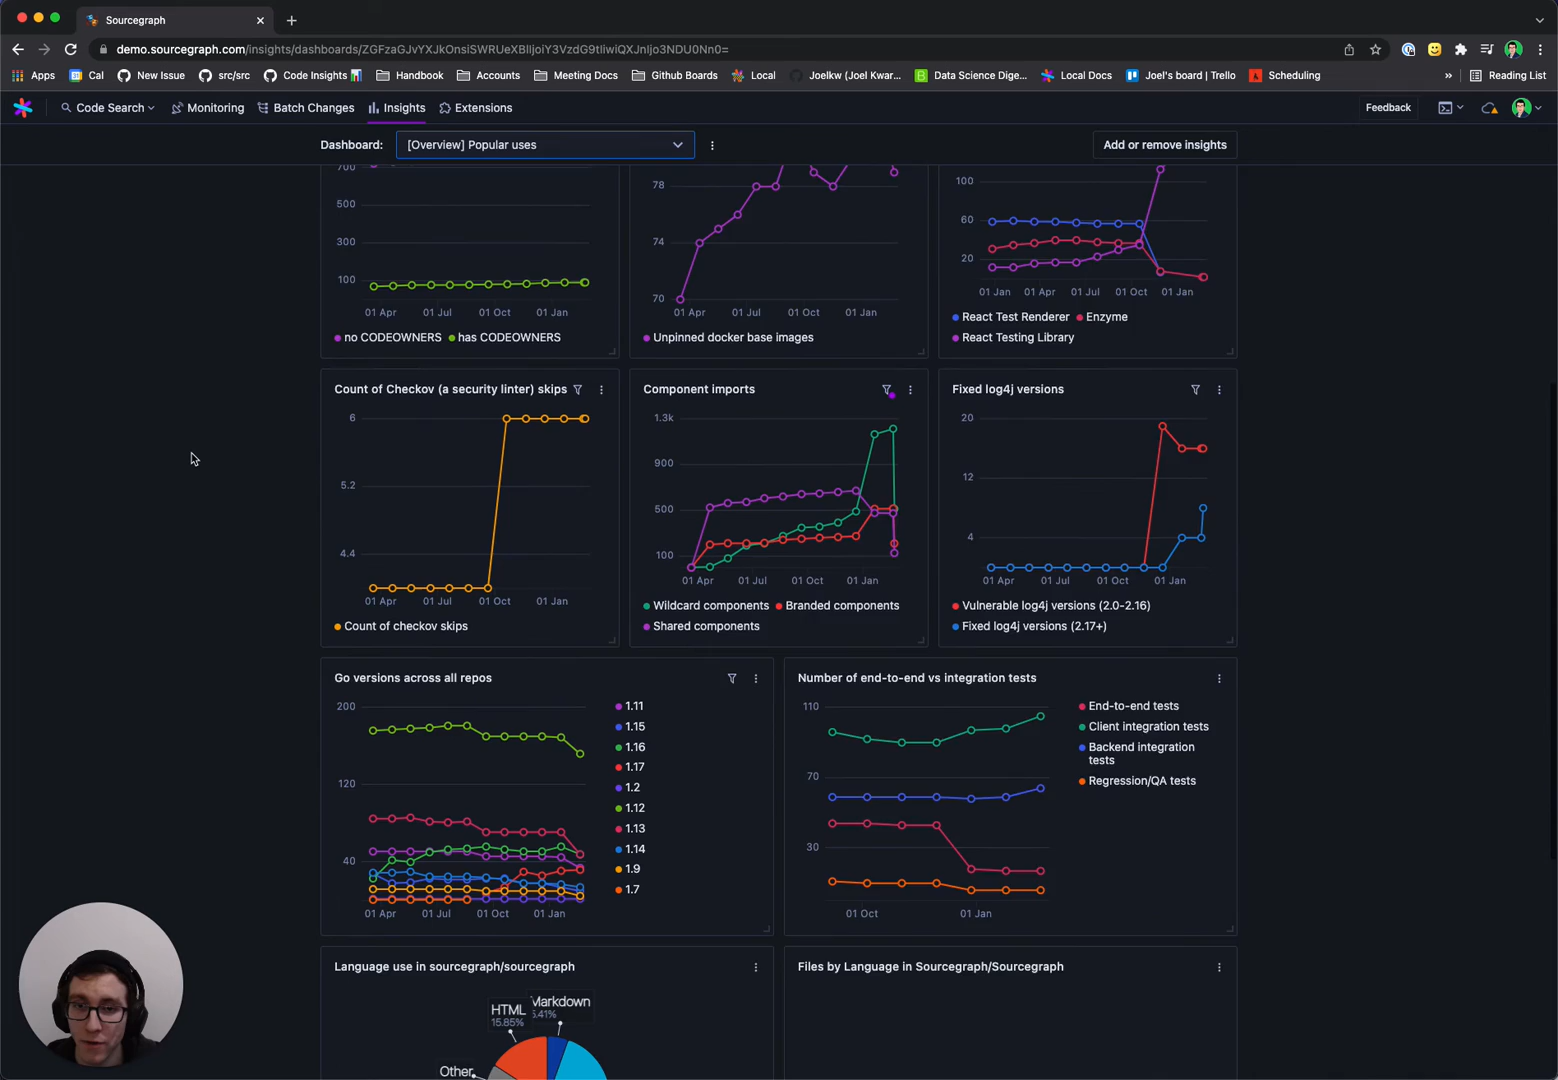 Sourcegraph
demo.sourcegraph.com/insights/dashboards/ZGFzaGJvYXJkOnsiSWRUeXBlIjoiY3VzdG9tIiwiQXJnIjo3NDU0Nn0=
Apps Cal New Issue src/src Code Insights Handbook Accounts Meeting Docs Github Boards Local Joelkw (Joel Kwar... Data Science Dige... Local Docs Joel's board | Trello Scheduling » Reading List
Code Search Monitoring Batch Changes Insights Extensions Feedback
Dashboard: [Overview] Popular uses Add or remove insights
700
500
300
100
01 Apr 01 Jul 01 Oct 01 Jan
no CODEOWNERS has CODEOWNERS
78
74
70
01 Apr 01 Jul 01 Oct 01 Jan
Unpinned docker base images
100
60
20
01 Jan 01 Apr 01 Jul 01 Oct 01 Jan
React Test Renderer Enzyme
React Testing Library
Count of Checkov (a security linter) skips
6
5.2
4.4
01 Apr 01 Jul 01 Oct 01 Jan
Count of checkov skips
Component imports
1.3k
900
500
100
01 Apr 01 Jul 01 Oct 01 Jan
Wildcard components Branded components
Shared components
Fixed log4j versions
20
12
4
01 Apr 01 Jul 01 Oct 01 Jan
Vulnerable log4j versions (2.0-2.16)
Fixed log4j versions (2.17+)
Go versions across all repos
200
120
40
01 Apr 01 Jul 01 Oct 01 Jan
1.11
1.15
1.16
1.17
1.2
1.12
1.13
1.14
1.9
1.7
Number of end-to-end vs integration tests
110
70
30
01 Oct 01 Jan
End-to-end tests
Client integration tests
Backend integration
tests
Regression/QA tests
Language use in sourcegraph/sourcegraph
HTML
15.85%
Markdown
Other
Files by Language in Sourcegraph/Sourcegraph